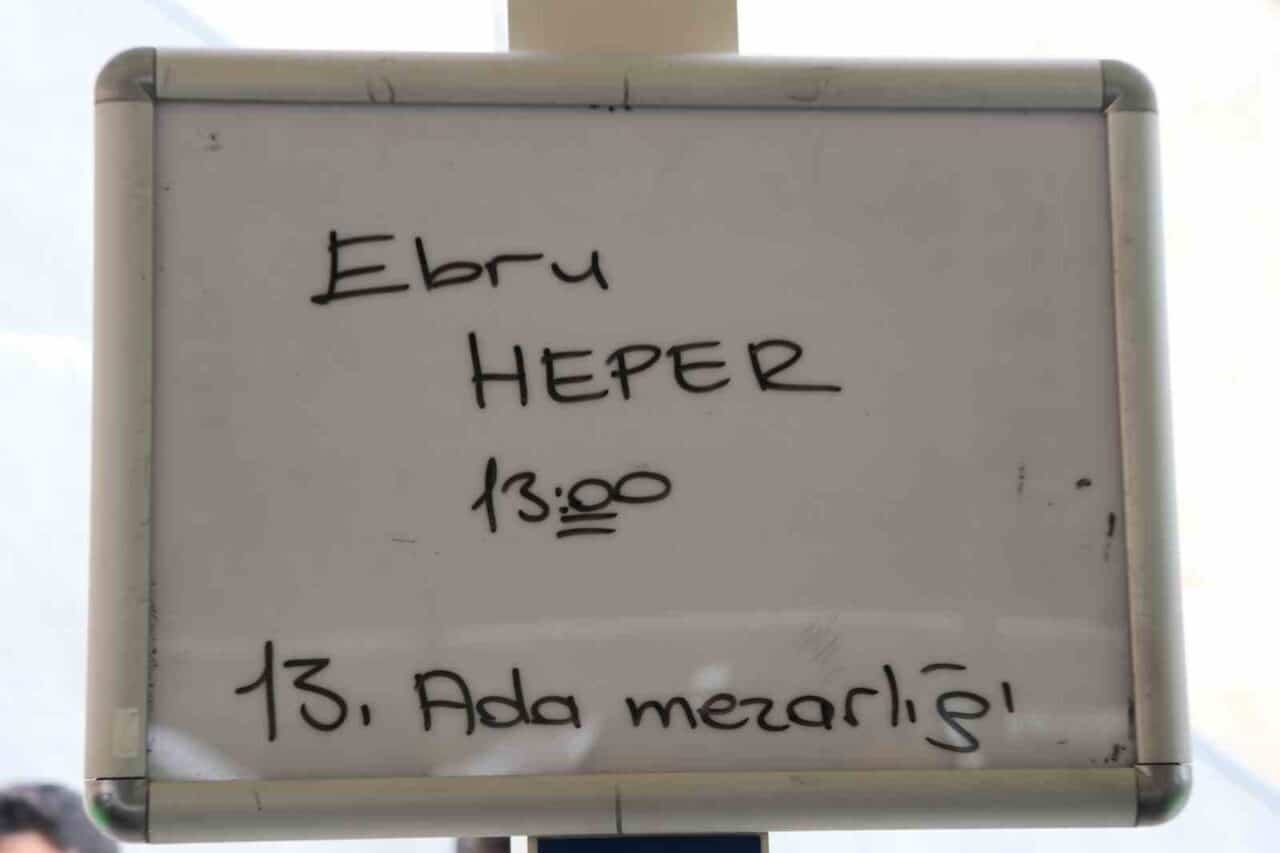 Ebru
HEPER
13:00
13. Ada mezarlığı